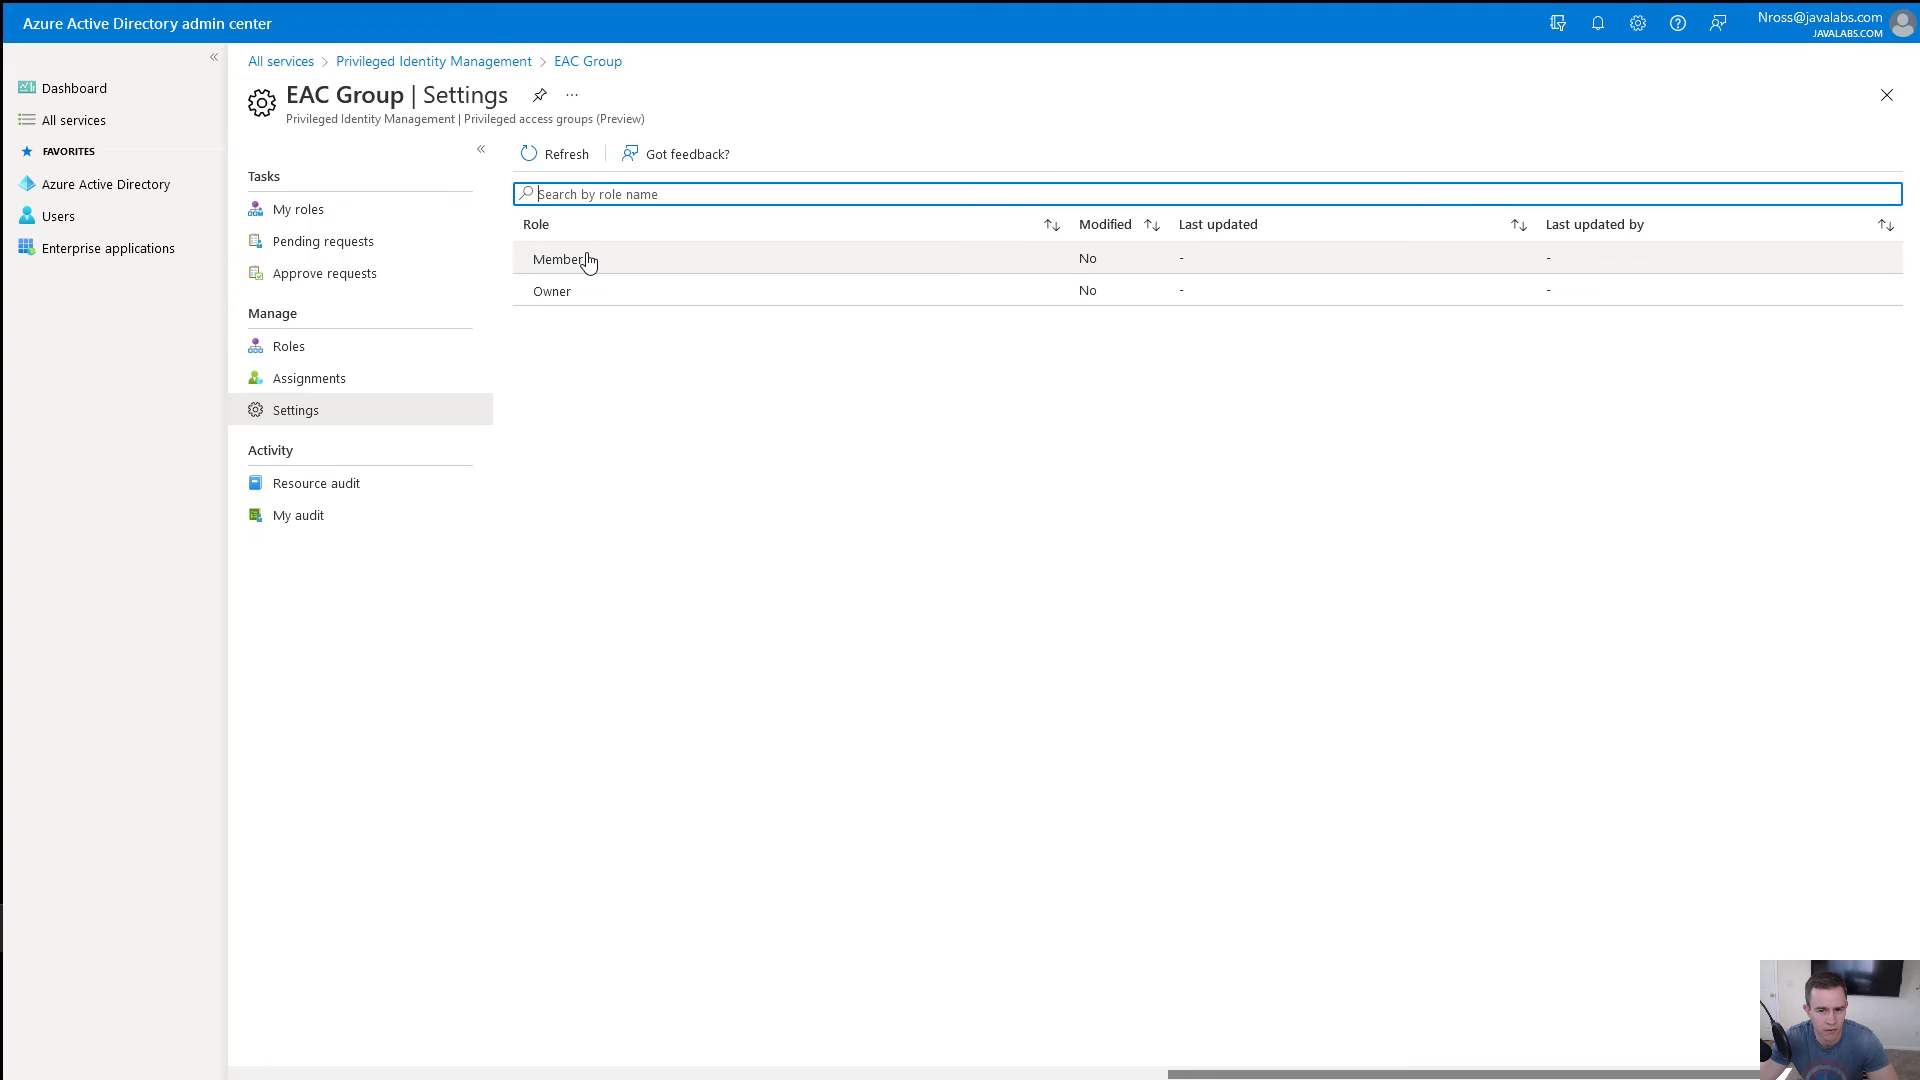 Azure Active Directory admin center
Nross@javalabs.com
JAVALABS.COM
Dashboard
All services
FAVORITES
Azure Active Directory
Users
Enterprise applications
All services > Privileged Identity Management > EAC Group
EAC Group | Settings
Privileged Identity Management | Privileged access groups (Preview)
Tasks
My roles
Pending requests
Approve requests
Manage
Roles
Assignments
Settings
Activity
Resource audit
My audit
Refresh
Got feedback?
Search by role name
Role Modified Last updated Last updated by
Member No - -
Owner No - -